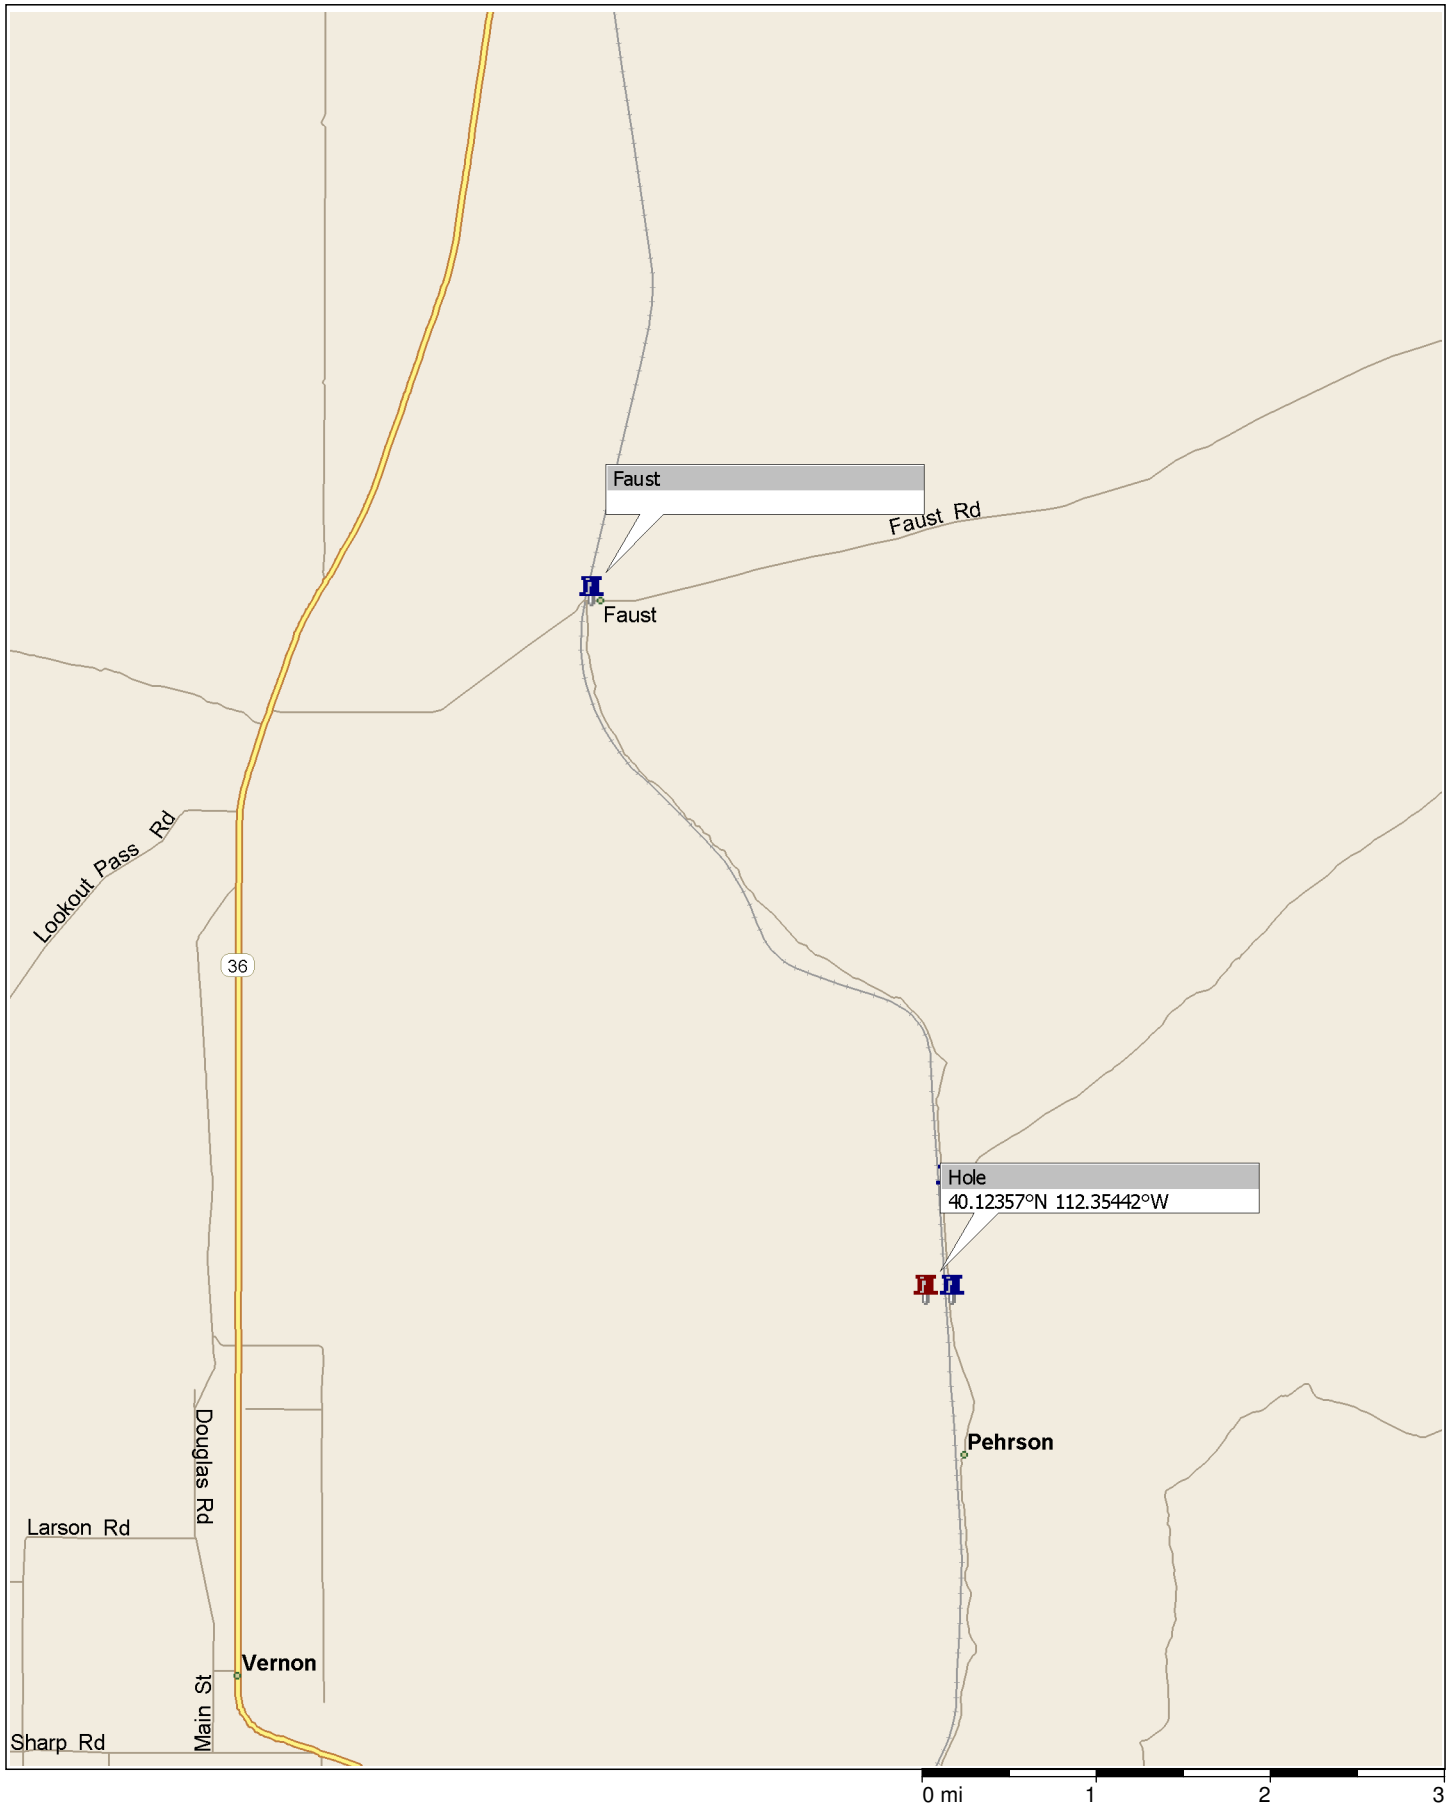 Faust
Faust Rd
Faust
Lookout Pass Rd
36
Hole
40.12357°N 112.35442°W
Douglas Rd
Pehrson
Larson Rd
Vernon
Main St
Sharp Rd
0 mi 1 2 3